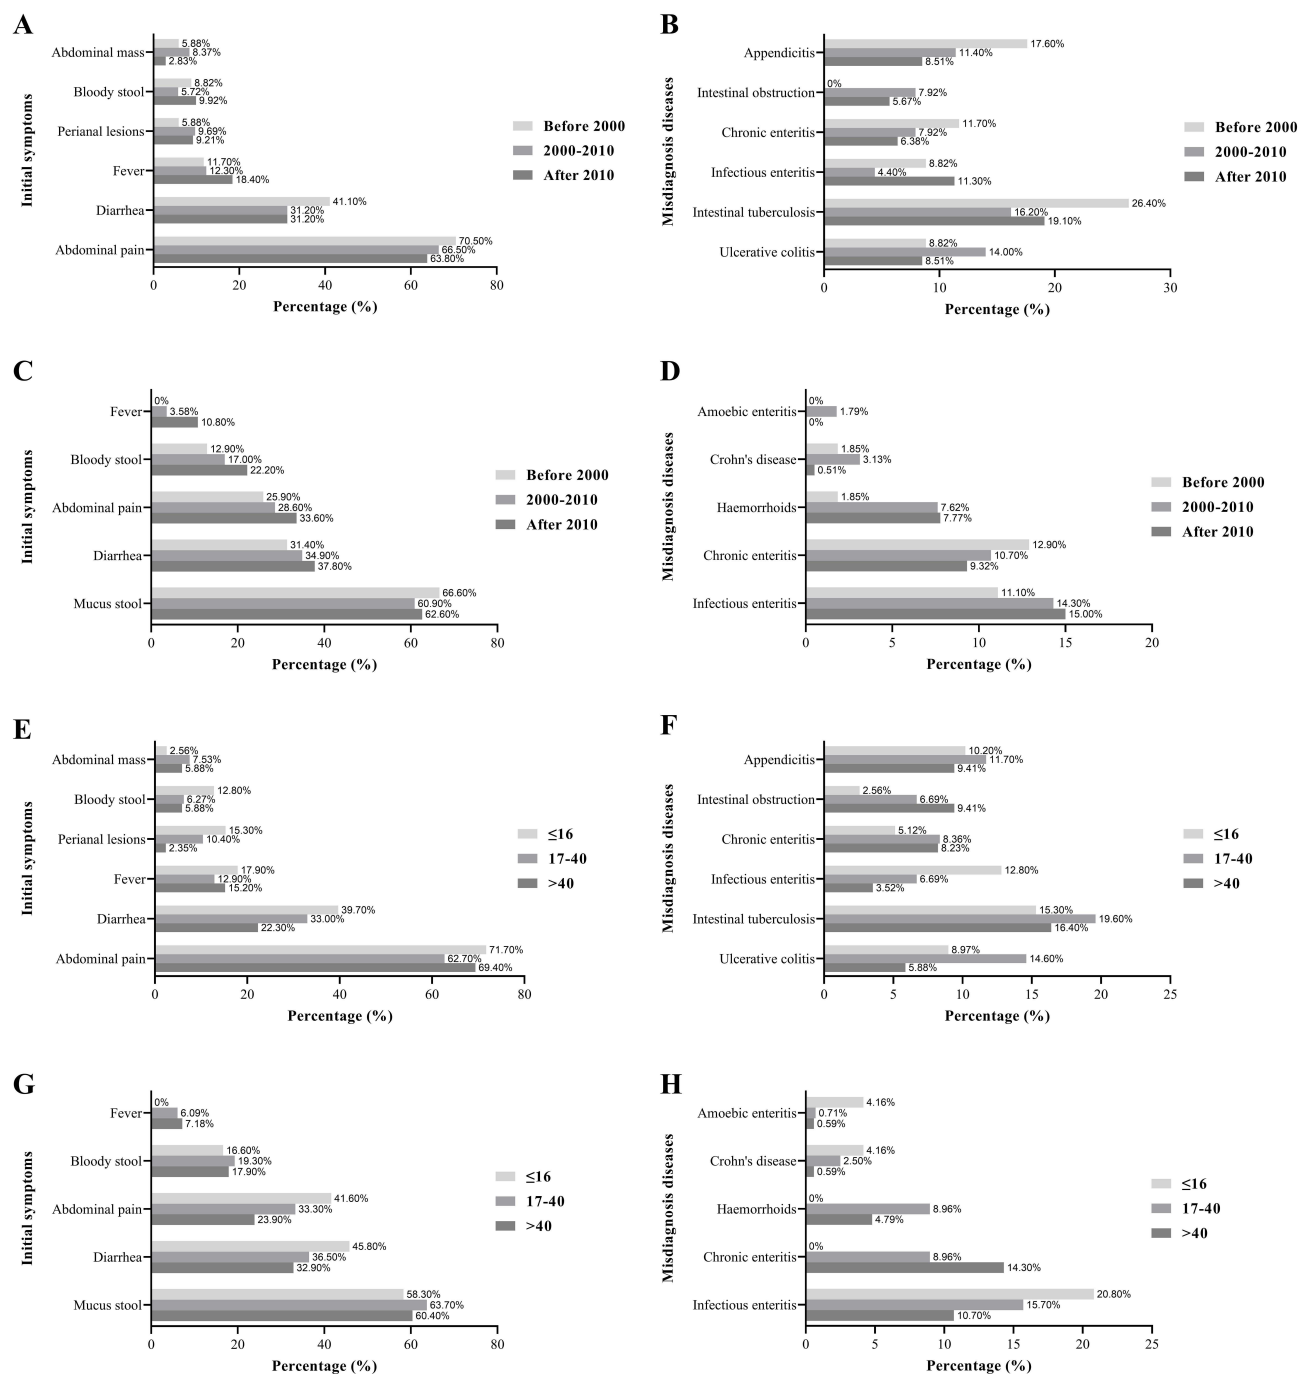 A
Initial symptoms
Abdominal mass
5.88%
8.37%
2.83%
Bloody stool
8.82%
5.72%
9.92%
Perianal lesions
5.88%
9.69%
9.21%
Fever
11.70%
12.30%
18.40%
Diarrhea
41.10%
31.20%
31.20%
Abdominal pain
70.50%
66.50%
63.80%
0 20 40 60 80
Percentage (%)
Before 2000
2000-2010
After 2010
B
Misdiagnosis diseases
Appendicitis
17.60%
11.40%
8.51%
Intestinal obstruction
0%
7.92%
5.67%
Chronic enteritis
11.70%
7.92%
6.38%
Infectious enteritis
8.82%
4.40%
11.30%
Intestinal tuberculosis
26.40%
16.20%
19.10%
Ulcerative colitis
8.82%
14.00%
8.51%
0 10 20 30
Percentage (%)
Before 2000
2000-2010
After 2010
C
Initial symptoms
Fever
0%
3.58%
10.80%
Bloody stool
12.90%
17.00%
22.20%
Abdominal pain
25.90%
28.60%
33.60%
Diarrhea
31.40%
34.90%
37.80%
Mucus stool
66.60%
60.90%
62.60%
0 20 40 60 80
Percentage (%)
Before 2000
2000-2010
After 2010
D
Misdiagnosis diseases
Amoebic enteritis
0%
1.79%
0%
Crohn's disease
1.85%
3.13%
0.51%
Haemorrhoids
1.85%
7.62%
7.77%
Chronic enteritis
12.90%
10.70%
9.32%
Infectious enteritis
11.10%
14.30%
15.00%
0 5 10 15 20
Percentage (%)
Before 2000
2000-2010
After 2010
E
Initial symptoms
Abdominal mass
2.56%
7.53%
5.88%
Bloody stool
12.80%
6.27%
5.88%
Perianal lesions
15.30%
10.40%
2.35%
Fever
17.90%
12.90%
15.20%
Diarrhea
39.70%
33.00%
22.30%
Abdominal pain
71.70%
62.70%
69.40%
0 20 40 60 80
Percentage (%)
≤16
17-40
>40
F
Misdiagnosis diseases
Appendicitis
10.20%
11.70%
9.41%
Intestinal obstruction
2.56%
6.69%
9.41%
Chronic enteritis
5.12%
8.36%
8.23%
Infectious enteritis
12.80%
6.69%
3.52%
Intestinal tuberculosis
15.30%
19.60%
16.40%
Ulcerative colitis
8.97%
14.60%
5.88%
0 5 10 15 20 25
Percentage (%)
≤16
17-40
>40
G
Initial symptoms
Fever
0%
6.09%
7.18%
Bloody stool
16.60%
19.30%
17.90%
Abdominal pain
41.60%
33.30%
23.90%
Diarrhea
45.80%
36.50%
32.90%
Mucus stool
58.30%
63.70%
60.40%
0 20 40 60 80
Percentage (%)
≤16
17-40
>40
H
Misdiagnosis diseases
Amoebic enteritis
4.16%
0.71%
0.59%
Crohn's disease
4.16%
2.50%
0.59%
Haemorrhoids
0%
8.96%
4.79%
Chronic enteritis
0%
8.96%
14.30%
Infectious enteritis
20.80%
15.70%
10.70%
0 5 10 15 20 25
Percentage (%)
≤16
17-40
>40